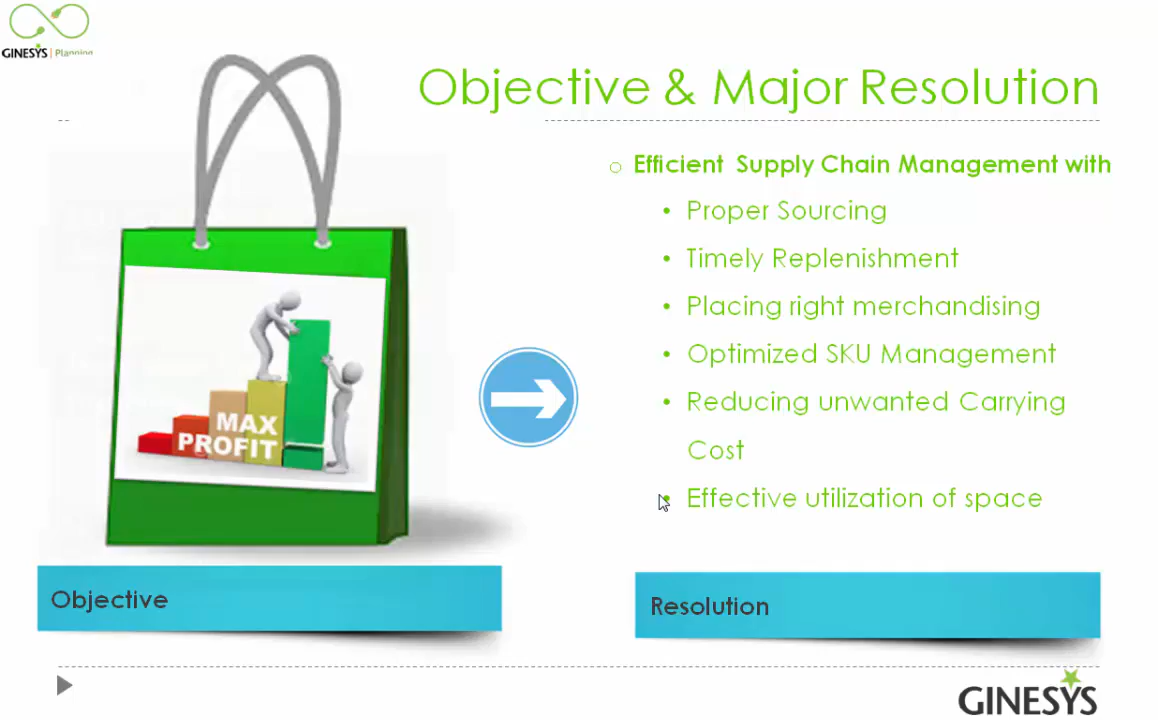 GINESYS | Planning
Objective & Major Resolution
Efficient Supply Chain Management with
Proper Sourcing
Timely Replenishment
Placing right merchandising
Optimized SKU Management
Reducing unwanted Carrying
Cost
Effective utilization of space
MAX
PROFIT
Objective
Resolution
GINESYS